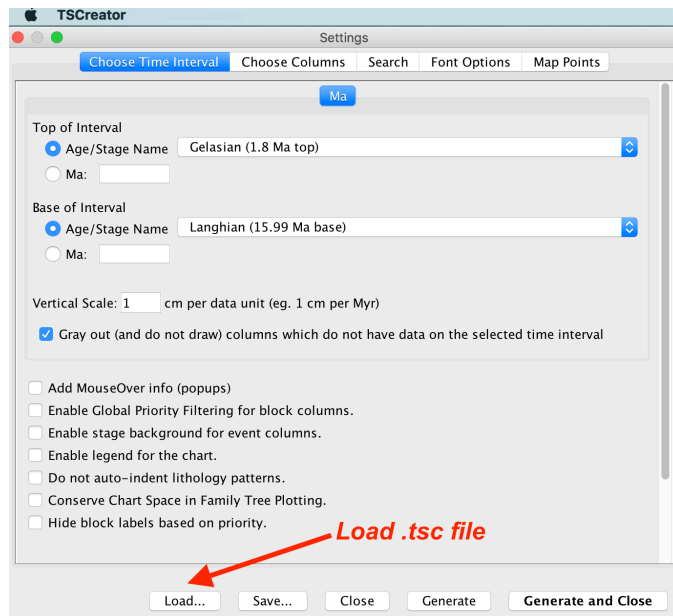 TSCreator
Settings
Choose Time Interval Choose Columns Search Font Options Map Points
Ma
Top of Interval
Age/Stage Name Gelasian (1.8 Ma top)
Ma:
Base of Interval
Age/Stage Name Langhian (15.99 Ma base)
Ma:
Vertical Scale: 1 cm per data unit (eg. 1 cm per Myr)
Gray out (and do not draw) columns which do not have data on the selected time interval
Add MouseOver info (popups)
Enable Global Priority Filtering for block columns.
Enable stage background for event columns.
Enable legend for the chart.
Do not auto-indent lithology patterns.
Conserve Chart Space in Family Tree Plotting.
Hide block labels based on priority.
Load .tsc file
Load... Save... Close Generate Generate and Close